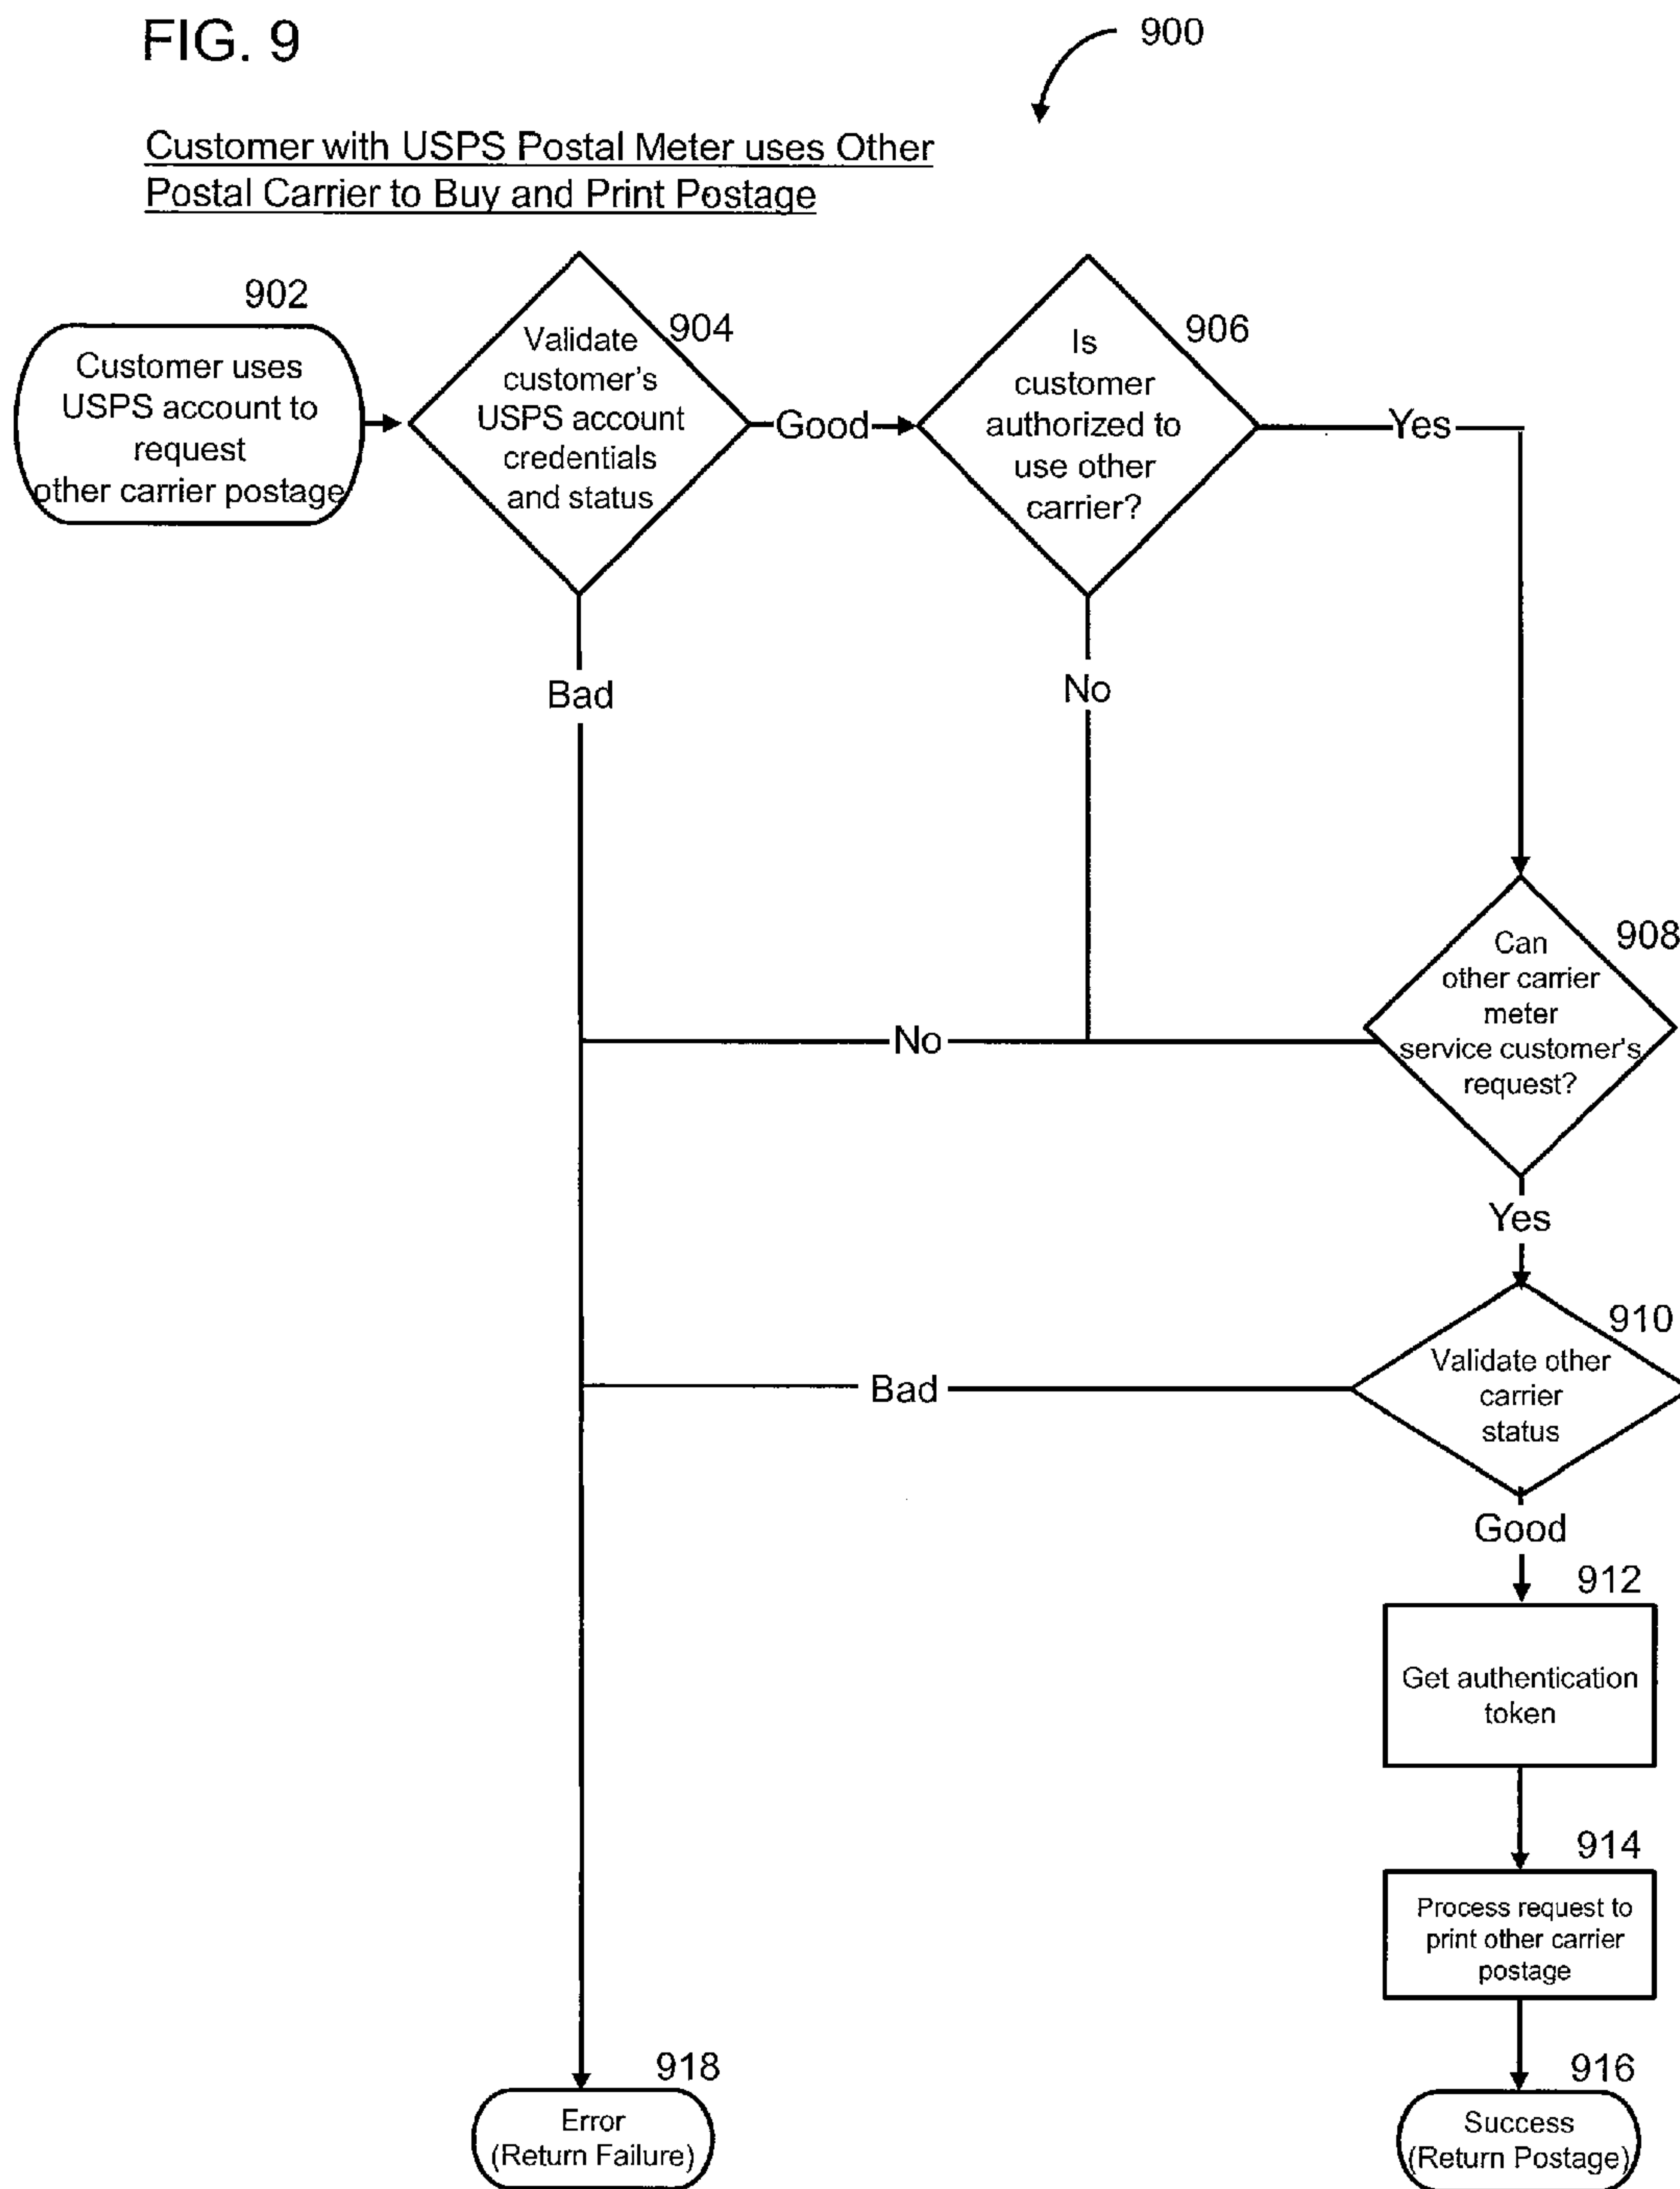 FIG. 9
900
Customer with USPS Postal Meter uses Other
Postal Carrier to Buy and Print Postage
902
Customer uses
USPS account to
request
other carrier postage
904
Validate
customer's
USPS account
credentials
and status
Good
906
Is
customer
authorized to
use other
carrier?
Yes
Bad
No
908
Can
other carrier
meter
service customer's
request?
No
Yes
910
Validate other
carrier
status
Bad
Good
912
Get authentication
token
914
Process request to
print other carrier
postage
918
Error
(Return Failure)
916
Success
(Return Postage)